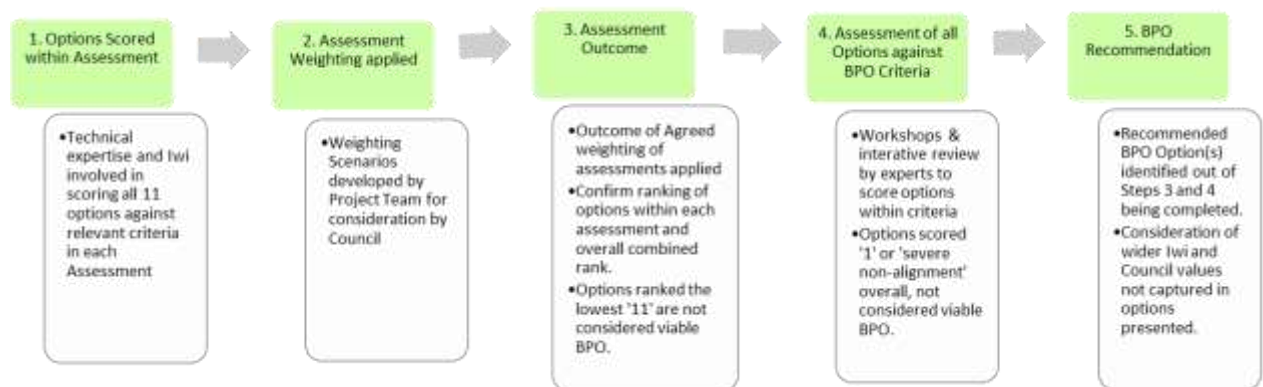 1. Options Scored
within Assessment
•Technical
expertise and Iwi
involved in
scoring all 11
options against
relevant criteria
in each
Assessment
2. Assessment
Weighting applied
•Weighting
Scenarios
developed by
Project Team for
consideration by
Council
3. Assessment
Outcome
•Outcome of Agreed
weighting of
assessments applied
•Confirm ranking of
options within each
assessment and
overall combined
rank.
•Options ranked the
lowest '11' are not
considered viable
BPO.
4. Assessment of all
Options against
BPO Criteria
•Workshops &
interative review
by experts to
score options
within criteria
•Options scored
'1' or 'severe
non-alignment'
overall, not
considered viable
BPO.
5. BPO
Recommendation
•Recommended
BPO Option(s)
identified out of
Steps 3 and 4
being completed.
•Consideration of
wider Iwi and
Council values
not captured in
options
presented.